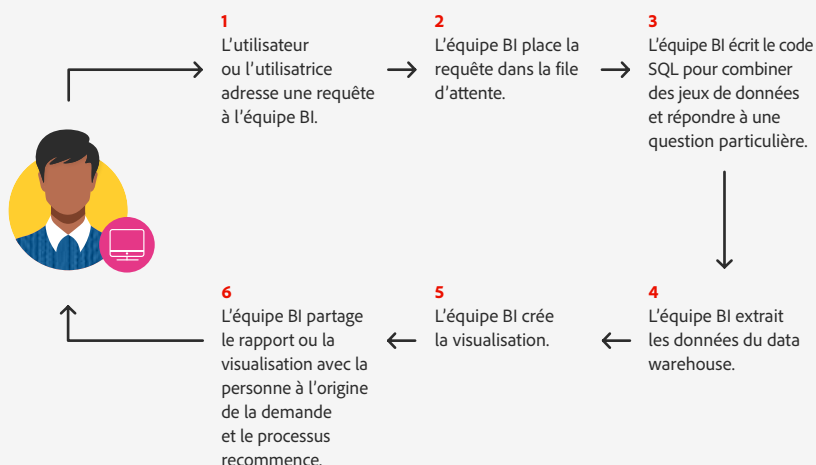 1
L’utilisateur
ou l’utilisatrice
adresse une requête
à l’équipe BI.
2
L’équipe BI place la
requête dans la file
d’attente.
3
L’équipe BI écrit le code
SQL pour combiner
des jeux de données
et répondre à une
question particulière.
4
L’équipe BI extrait
les données du data
warehouse.
5
L’équipe BI crée
la visualisation.
6
L’équipe BI partage
le rapport ou la
visualisation avec la
personne à l’origine
de la demande
et le processus
recommence.